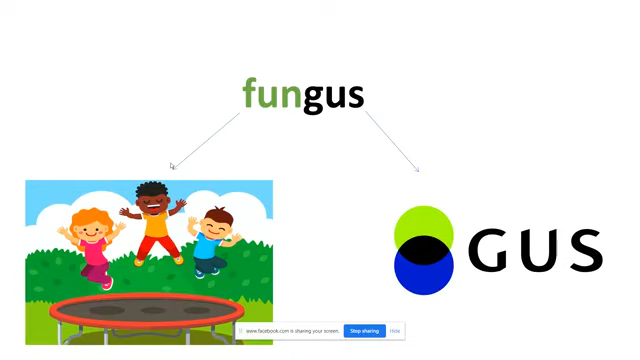 fungus
GUS
www.facebook.com is sharing your screen.
Stop sharing
Hide